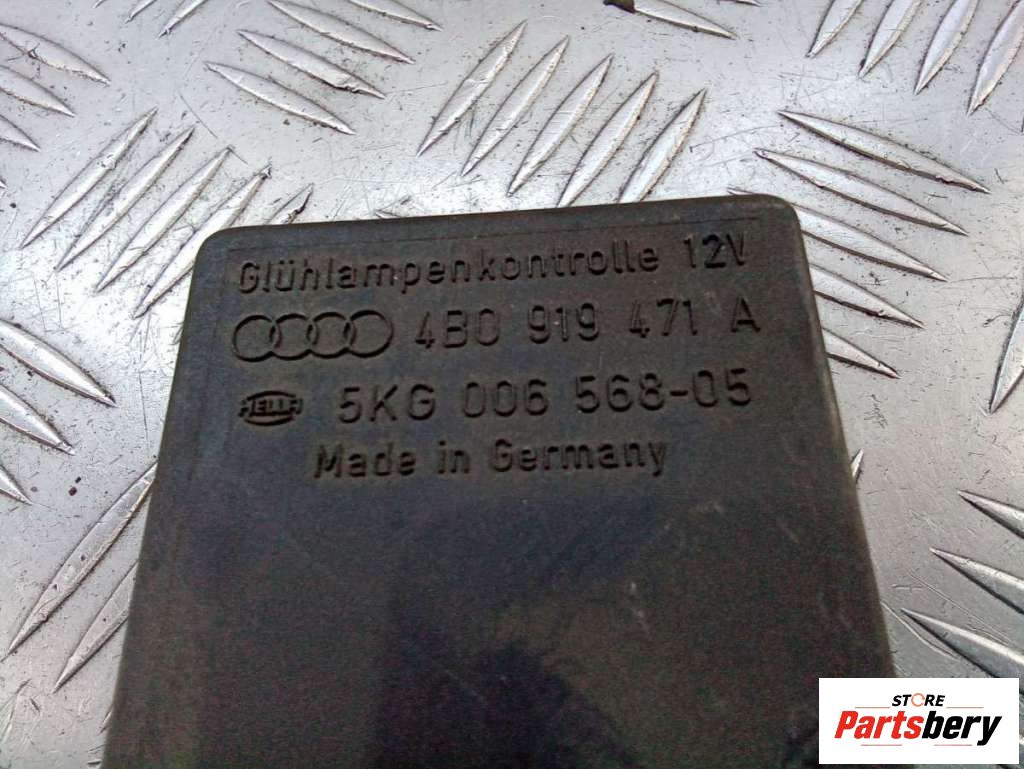 Glühlampenkontrolle 12V
4B0 919 471 A
HELLA 5KG 006 568-05
Made in Germany
STORE
Partsbery